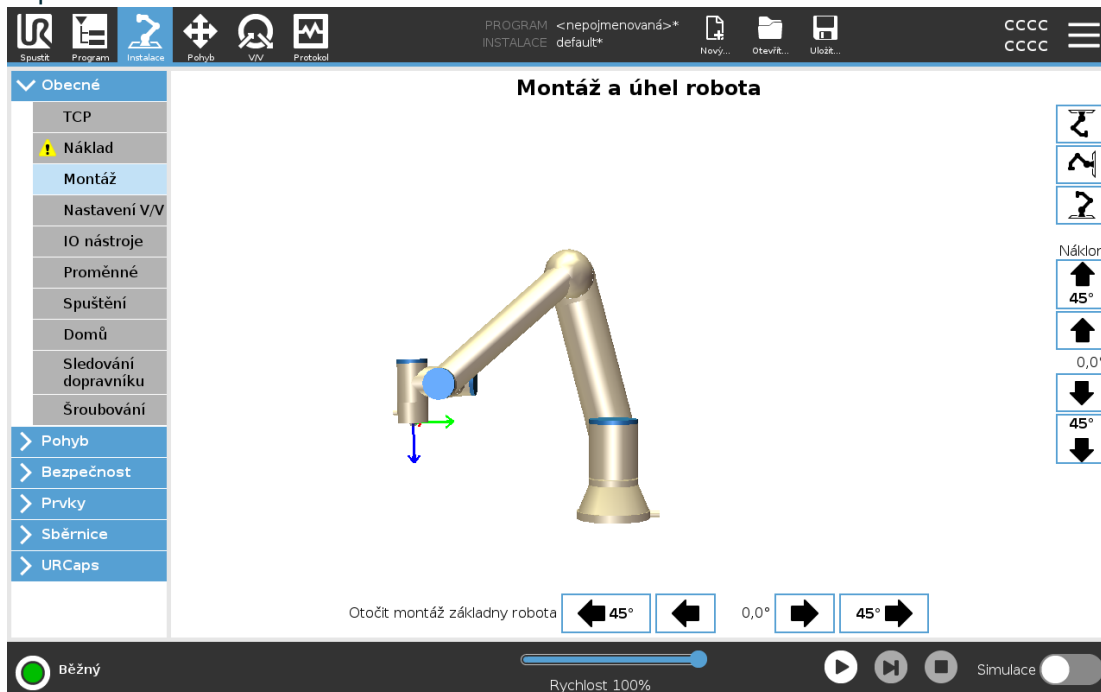 PROGRAM <nepojmenovaná>*
INSTALACE default*
Spustit Program Instalace Pohyb V/V Protokol
Nový... Otevřít... Uložit...
CCCC
CCCC
Obecné
TCP
Náklad
Montáž
Nastavení V/V
IO nástroje
Proměnné
Spuštění
Domů
Sledování
dopravníku
Šroubování
Pohyb
Bezpečnost
Prvky
Sběrnice
URCaps
Montáž a úhel robota
Náklon
45°
0,0°
45°
Otočit montáž základny robota 45° 0,0° 45°
Běžný
Rychlost 100%
Simulace